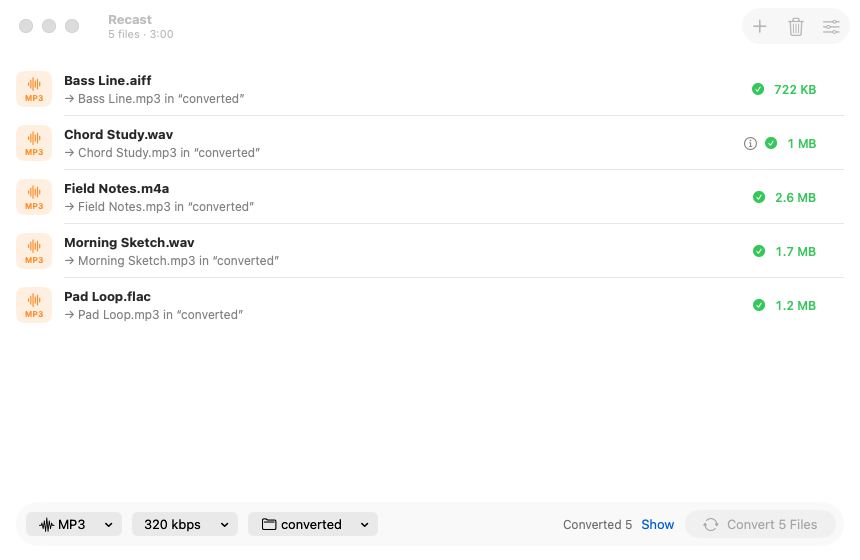 Recast
5 files · 3:00
MP3
Bass Line.aiff
→ Bass Line.mp3 in “converted”
722 KB
MP3
Chord Study.wav
→ Chord Study.mp3 in “converted”
1 MB
MP3
Field Notes.m4a
→ Field Notes.mp3 in “converted”
2.6 MB
MP3
Morning Sketch.wav
→ Morning Sketch.mp3 in “converted”
1.7 MB
MP3
Pad Loop.flac
→ Pad Loop.mp3 in “converted”
1.2 MB
MP3 320 kbps converted Converted 5 Show Convert 5 Files